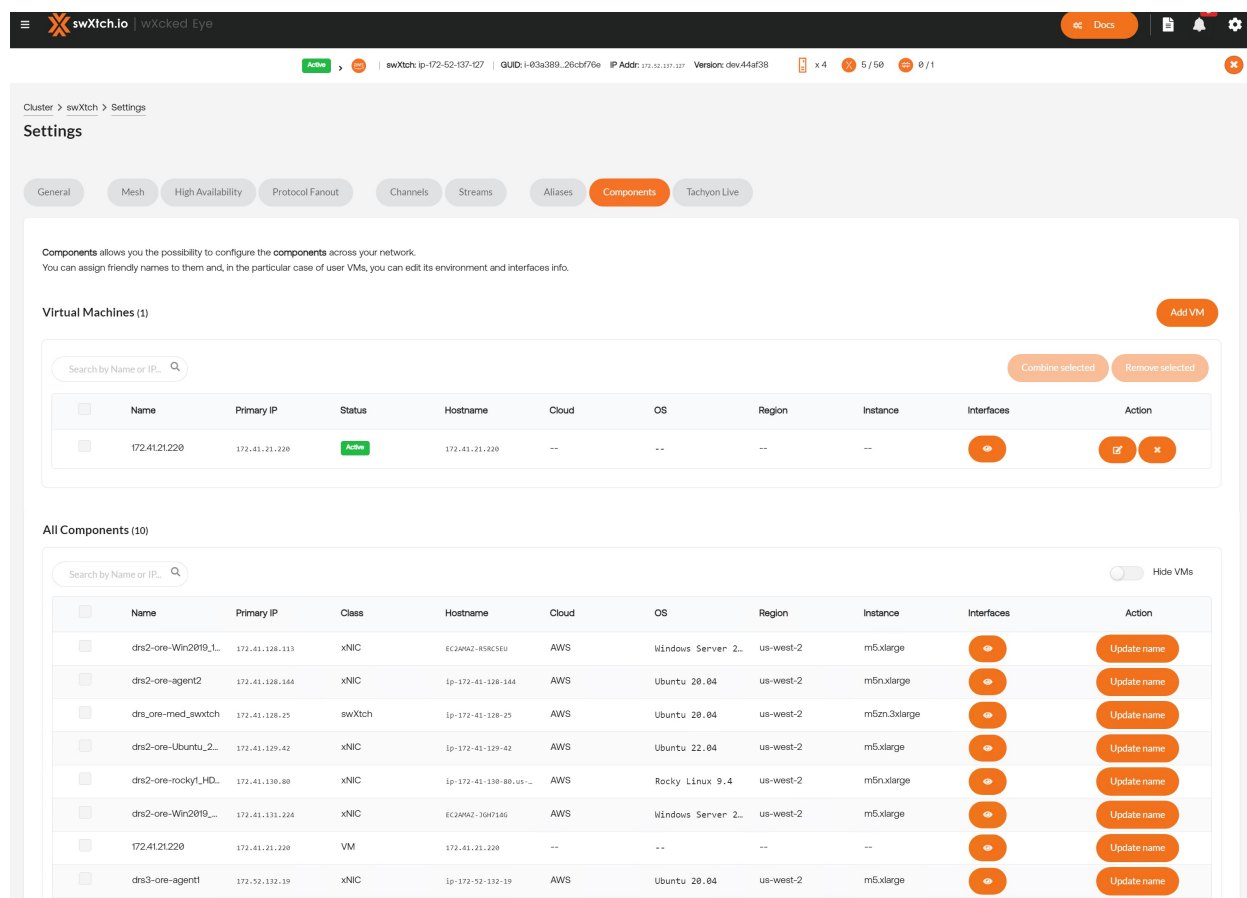 swXtch.io | wXcked Eye
Docs
Active > | swXtch: ip-172-52-137-127 | GUID: i-03a389...26cbf76e IP Addr: 172.52.137.127 Version: dev.44af38 x 4 5 / 50 0 / 1
Cluster > swXtch > Settings
Settings
General Mesh High Availability Protocol Fanout Channels Streams Aliases Components Tachyon Live
Components allows you the possibility to configure the components across your network.
You can assign friendly names to them and, in the particular case of user VMs, you can edit its environment and interfaces info.
Virtual Machines (1)
Add VM
Search by Name or IP... Combine selected Remove selected
Name Primary IP Status Hostname Cloud OS Region Instance Interfaces Action
172.41.21.220 172.41.21.220 Active 172.41.21.220 -- -- -- --
All Components (10)
Search by Name or IP... Hide VMs
Name Primary IP Class Hostname Cloud OS Region Instance Interfaces Action
drs2-ore-Win2019_1... 172.41.128.113 xNIC EC2AMAZ-R5RC5EU AWS Windows Server 2... us-west-2 m5.xlarge Update name
drs2-ore-agent2 172.41.128.144 xNIC ip-172-41-128-144 AWS Ubuntu 20.04 us-west-2 m5n.xlarge Update name
drs_ore-med_swxtch 172.41.128.25 swXtch ip-172-41-128-25 AWS Ubuntu 20.04 us-west-2 m5zn.3xlarge Update name
drs2-ore-Ubuntu_2... 172.41.129.42 xNIC ip-172-41-129-42 AWS Ubuntu 22.04 us-west-2 m5.xlarge Update name
drs2-ore-rocky1_HD... 172.41.130.80 xNIC ip-172-41-130-80.us-... AWS Rocky Linux 9.4 us-west-2 m5n.xlarge Update name
drs2-ore-Win2019_... 172.41.131.224 xNIC EC2AMAZ-JGH714G AWS Windows Server 2... us-west-2 m5.xlarge Update name
172.41.21.220 172.41.21.220 VM 172.41.21.220 -- -- -- -- Update name
drs3-ore-agent1 172.52.132.19 xNIC ip-172-52-132-19 AWS Ubuntu 20.04 us-west-2 m5.xlarge Update name